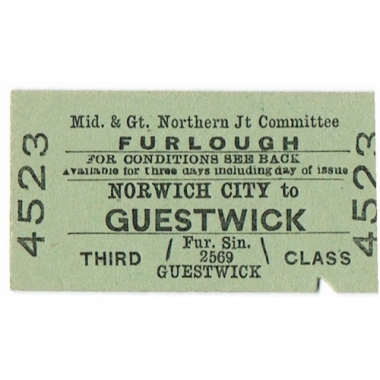 Mid. & Gt. Northern Jt Committee
FURLOUGH
FOR CONDITIONS SEE BACK
Available for three days including day of issue
NORWICH CITY to
GUESTWICK
Fur. Sin.
THIRD / 2569 \ CLASS
GUESTWICK
4523
4523